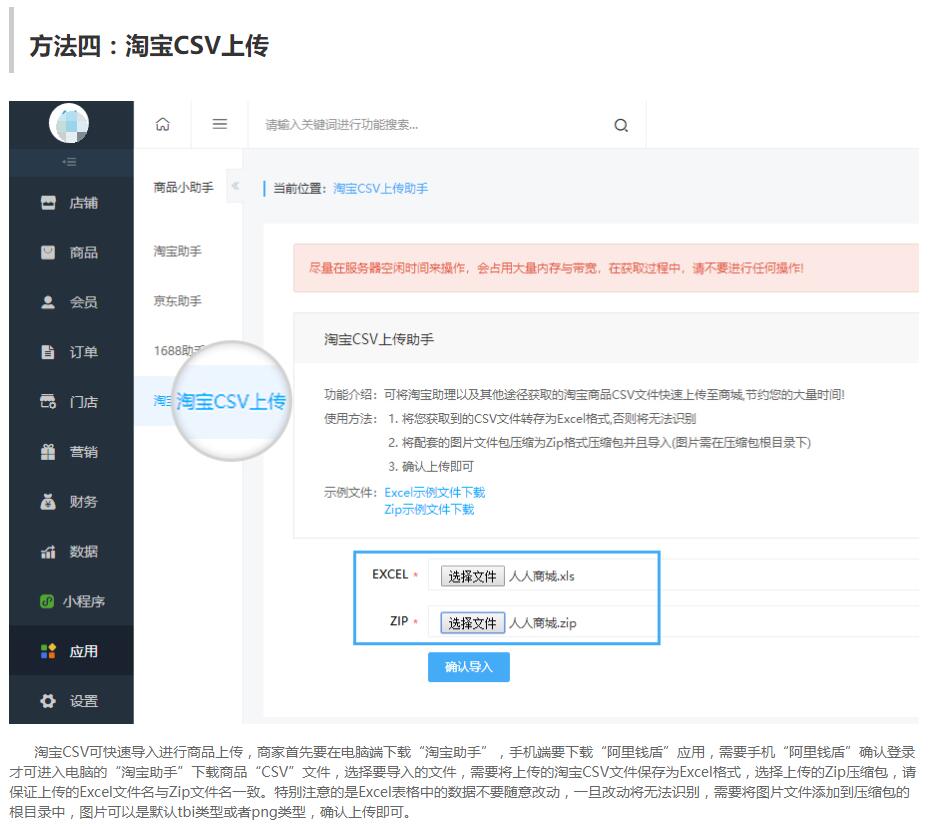 方法四：淘宝CSV上传
请输入关键词进行功能搜索...
商品小助手
当前位置：淘宝CSV上传助手
店铺
商品
会员
订单
门店
营销
财务
数据
小程序
应用
设置
淘宝助手
京东助手
1688助手
淘宝CSV上传
尽量在服务器空闲时间来操作，会占用大量内存与带宽，在获取过程中，请不要进行任何操作!
淘宝CSV上传助手
功能介绍：可将淘宝助理以及其他途径获取的淘宝商品CSV文件快速上传至商城,节约您的大量时间!
使用方法：1. 将您获取到的CSV文件转存为Excel格式,否则将无法识别
2. 将配套的图片文件包压缩为Zip格式压缩包并且导入(图片需在压缩包根目录下)
3. 确认上传即可
示例文件：Excel示例文件下载
Zip示例文件下载
EXCEL * 选择文件 人人商城.xls
ZIP * 选择文件 人人商城.zip
确认导入
淘宝CSV可快速导入进行商品上传，商家首先要在电脑端下载“淘宝助手”，手机端要下载“阿里钱盾”应用，需要手机“阿里钱盾”确认登录
才可进入电脑的“淘宝助手”下载商品“CSV”文件，选择要导入的文件，需要将上传的淘宝CSV文件保存为Excel格式，选择上传的Zip压缩包，请
保证上传的Excel文件名与Zip文件名一致。特别注意的是Excel表格中的数据不要随意改动，一旦改动将无法识别，需要将图片文件添加到压缩包的
根目录中，图片可以是默认tbi类型或者png类型，确认上传即可。